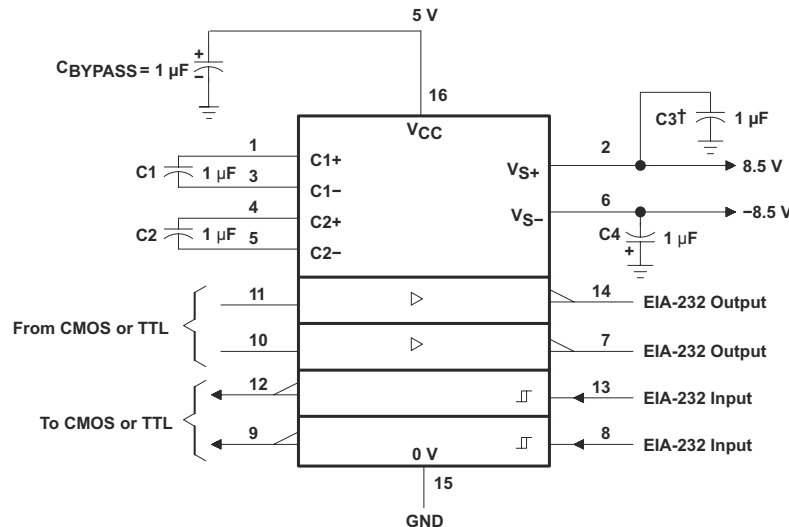 5 V
C BYPASS = 1 µF
+
−
16
VCC
C3† 1 µF
1
C1+
C1 1 µF
3
C1−
2
VS+
8.5 V
4
C2+
C2 1 µF
5
C2−
6
VS−
−8.5 V
C4 1 µF
+
11
14
EIA-232 Output
From CMOS or TTL
10
7
EIA-232 Output
12
13
EIA-232 Input
To CMOS or TTL
9
8
EIA-232 Input
0 V
15
GND